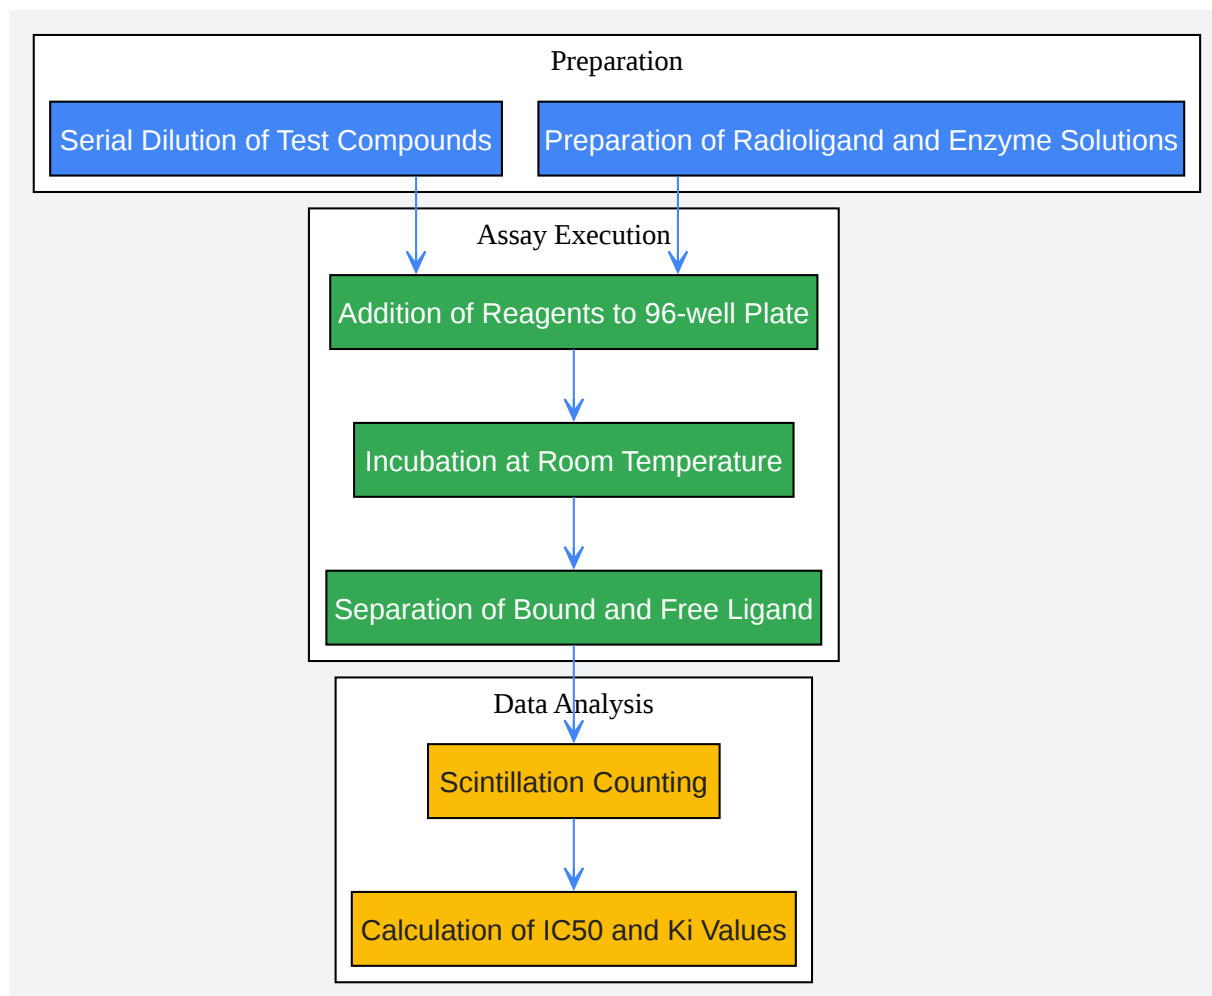 Preparation
Serial Dilution of Test Compounds
Preparation of Radioligand and Enzyme Solutions
Assay Execution
Addition of Reagents to 96-well Plate
Incubation at Room Temperature
Separation of Bound and Free Ligand
Data Analysis
Scintillation Counting
Calculation of IC50 and Ki Values